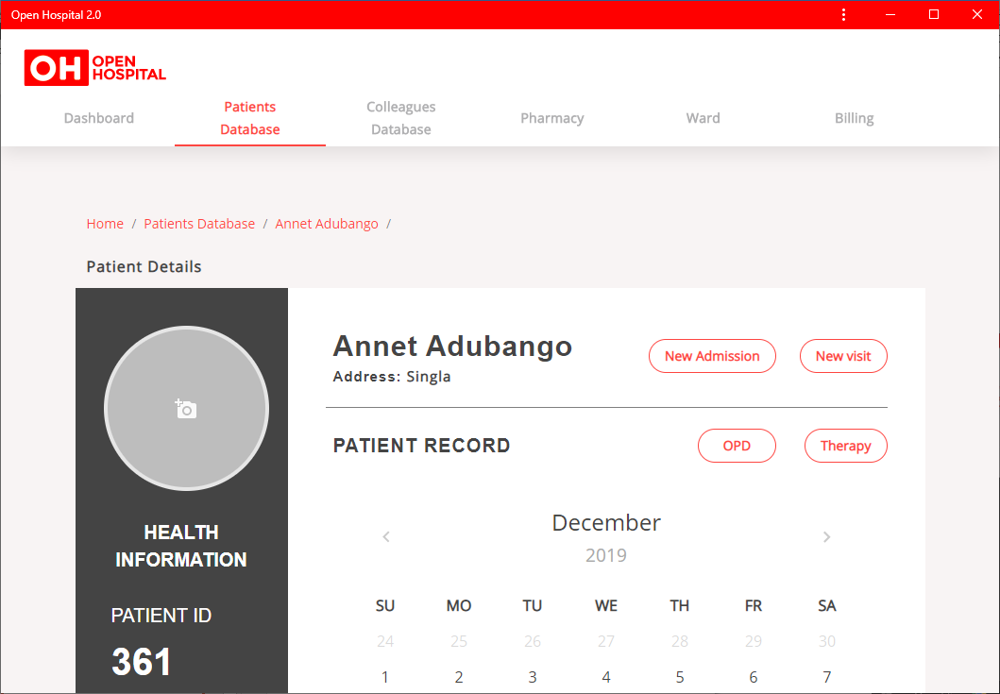 Open Hospital 2.0
OH OPEN
HOSPITAL
Dashboard
Patients
Database
Colleagues
Database
Pharmacy
Ward
Billing
Home / Patients Database / Annet Adubango /
Patient Details
HEALTH
INFORMATION
PATIENT ID
361
Annet Adubango
Address: Singla
New Admission
New visit
PATIENT RECORD
OPD
Therapy
December
2019
SU MO TU WE TH FR SA
24 25 26 27 28 29 30
1 2 3 4 5 6 7